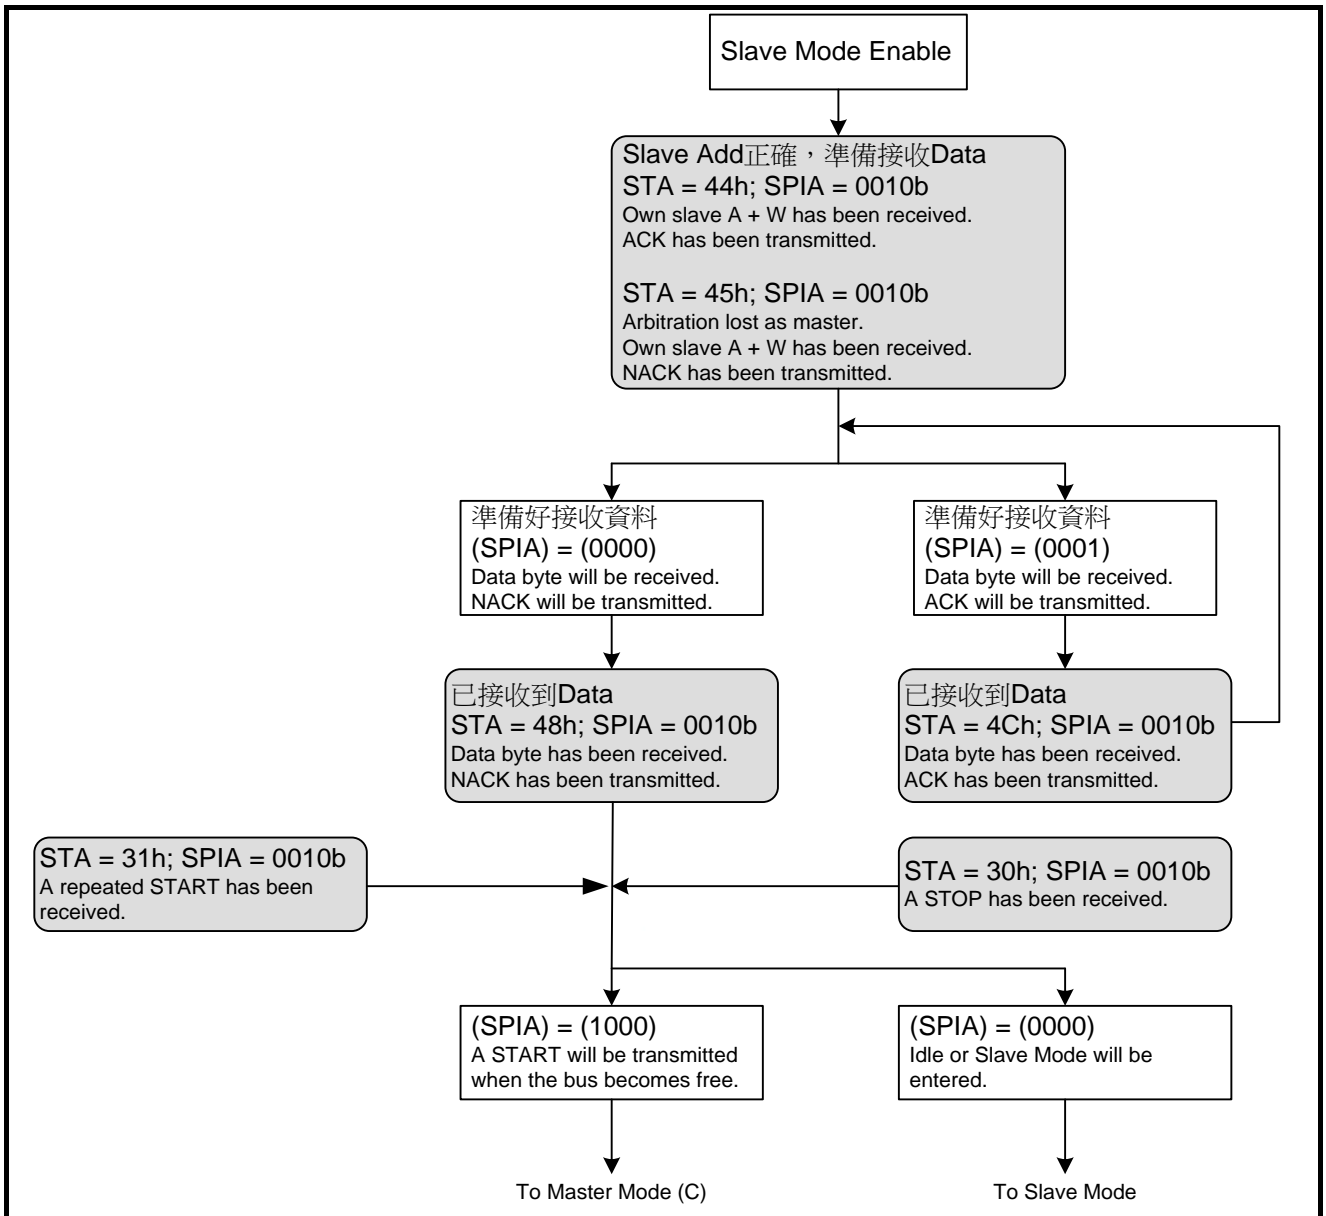 Slave Mode Enable
Slave Add正確，準備接收Data
STA = 44h; SPIA = 0010b
Own slave A + W has been received.
ACK has been transmitted.
STA = 45h; SPIA = 0010b
Arbitration lost as master.
Own slave A + W has been received.
NACK has been transmitted.
準備好接收資料
(SPIA) = (0000)
Data byte will be received.
NACK will be transmitted.
準備好接收資料
(SPIA) = (0001)
Data byte will be received.
ACK will be transmitted.
已接收到Data
STA = 48h; SPIA = 0010b
Data byte has been received.
NACK has been transmitted.
已接收到Data
STA = 4Ch; SPIA = 0010b
Data byte has been received.
ACK has been transmitted.
STA = 31h; SPIA = 0010b
A repeated START has been
received.
STA = 30h; SPIA = 0010b
A STOP has been received.
(SPIA) = (1000)
A START will be transmitted
when the bus becomes free.
(SPIA) = (0000)
Idle or Slave Mode will be
entered.
To Master Mode (C)
To Slave Mode